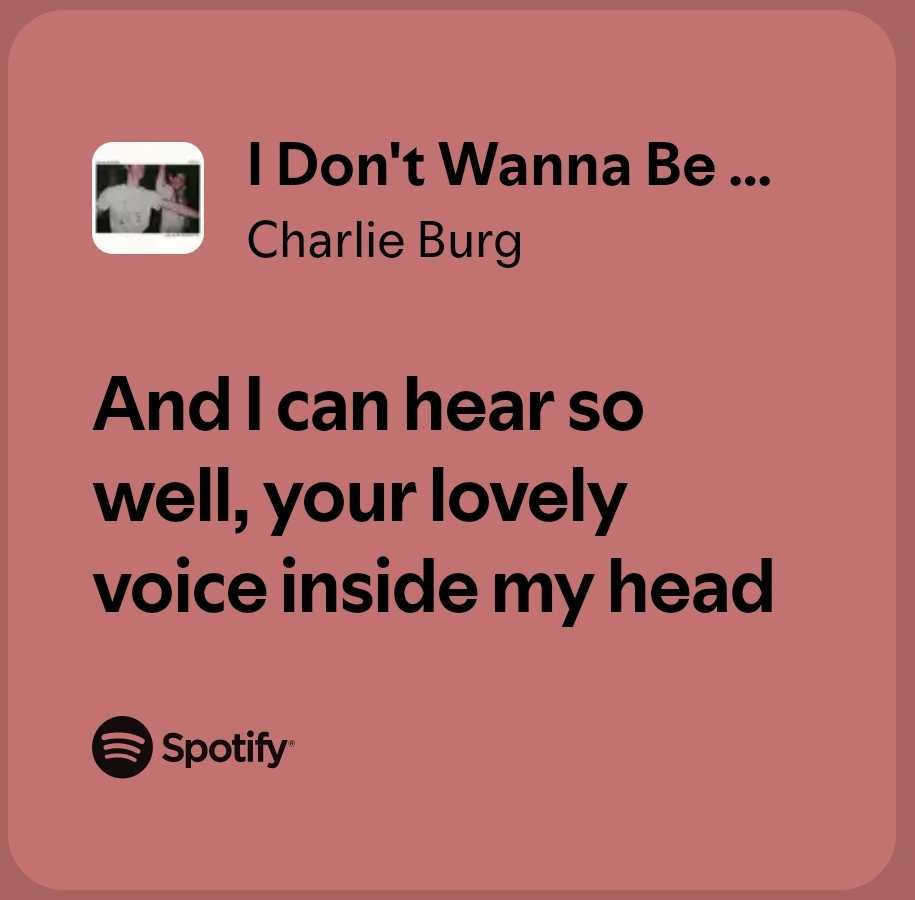 I Don't Wanna Be ...
Charlie Burg
And I can hear so
well, your lovely
voice inside my head
Spotify®